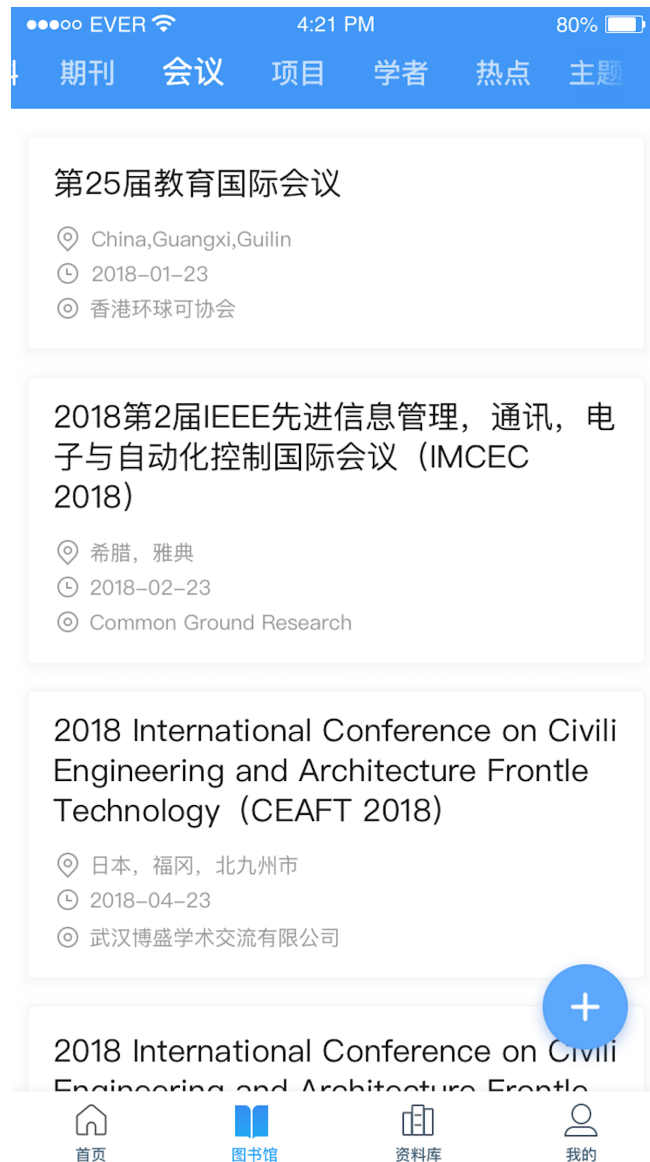 EVER 4:21 PM 80%
期刊 会议 项目 学者 热点 主题
第25届教育国际会议
China,Guangxi,Guilin
2018-01-23
香港环球可协会
2018第2届IEEE先进信息管理，通讯，电
子与自动化控制国际会议（IMCEC
2018）
希腊，雅典
2018-02-23
Common Ground Research
2018 International Conference on Civili
Engineering and Architecture Frontle
Technology（CEAFT 2018）
日本，福冈，北九州市
2018-04-23
武汉博盛学术交流有限公司
2018 International Conference on Civili
Engineering and Architecture Frontle
首页 图书馆 资料库 我的